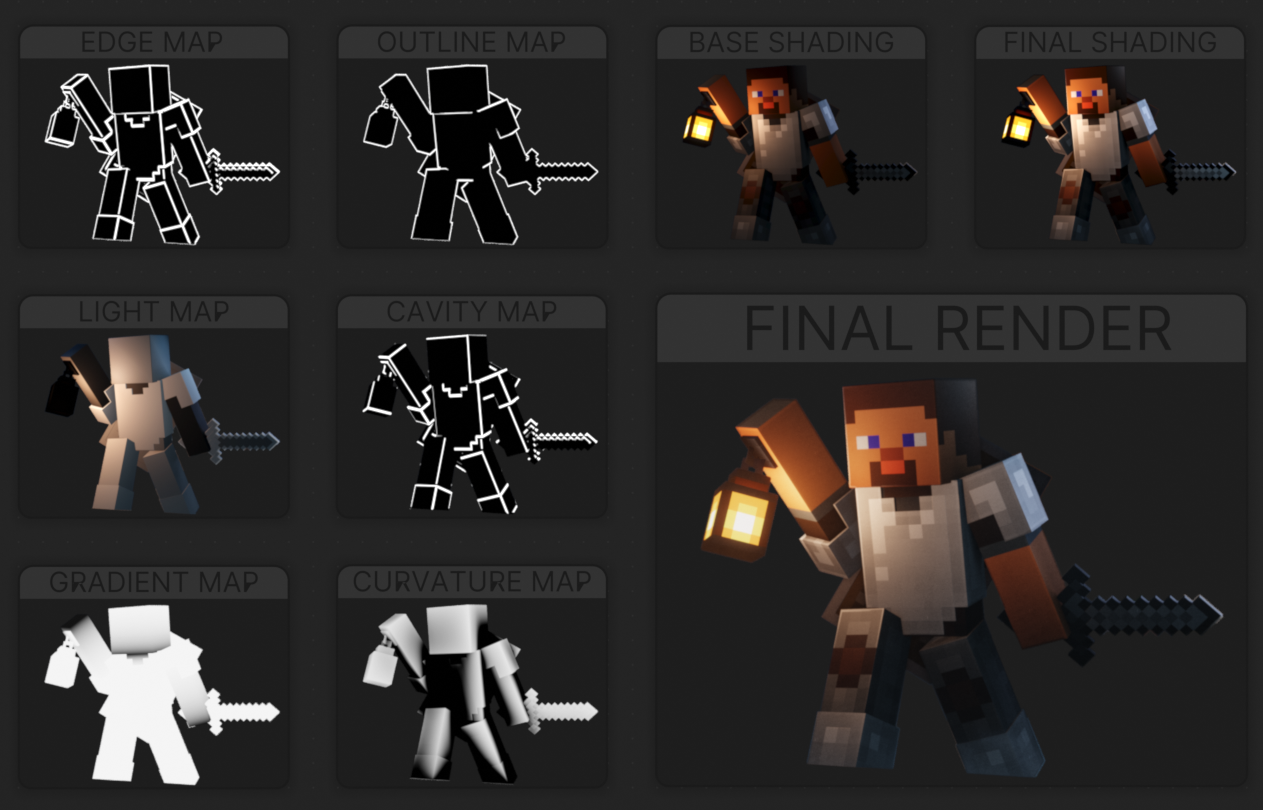 EDGE MAP
OUTLINE MAP
BASE SHADING
FINAL SHADING
LIGHT MAP
CAVITY MAP
FINAL RENDER
GRADIENT MAP
CURVATURE MAP